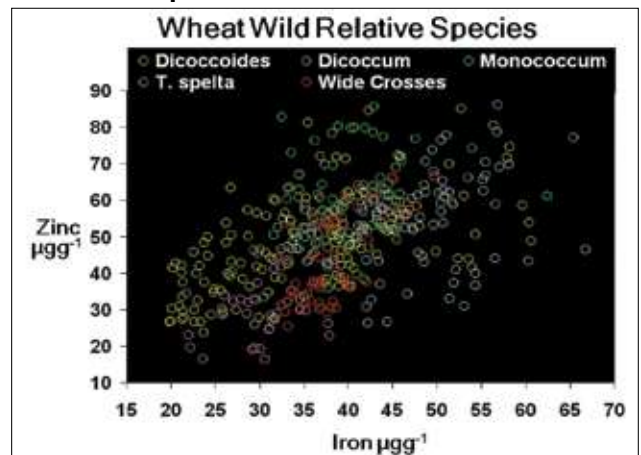 Wheat Wild Relative Species
Dicoccoides Dicoccum Monococcum
T. spelta Wide Crosses
90
80
70
60
Zinc
50
µgg-¹
40
30
20
10
15 20 25 30 35 40 45 50 55 60 65 70
Iron µgg-¹